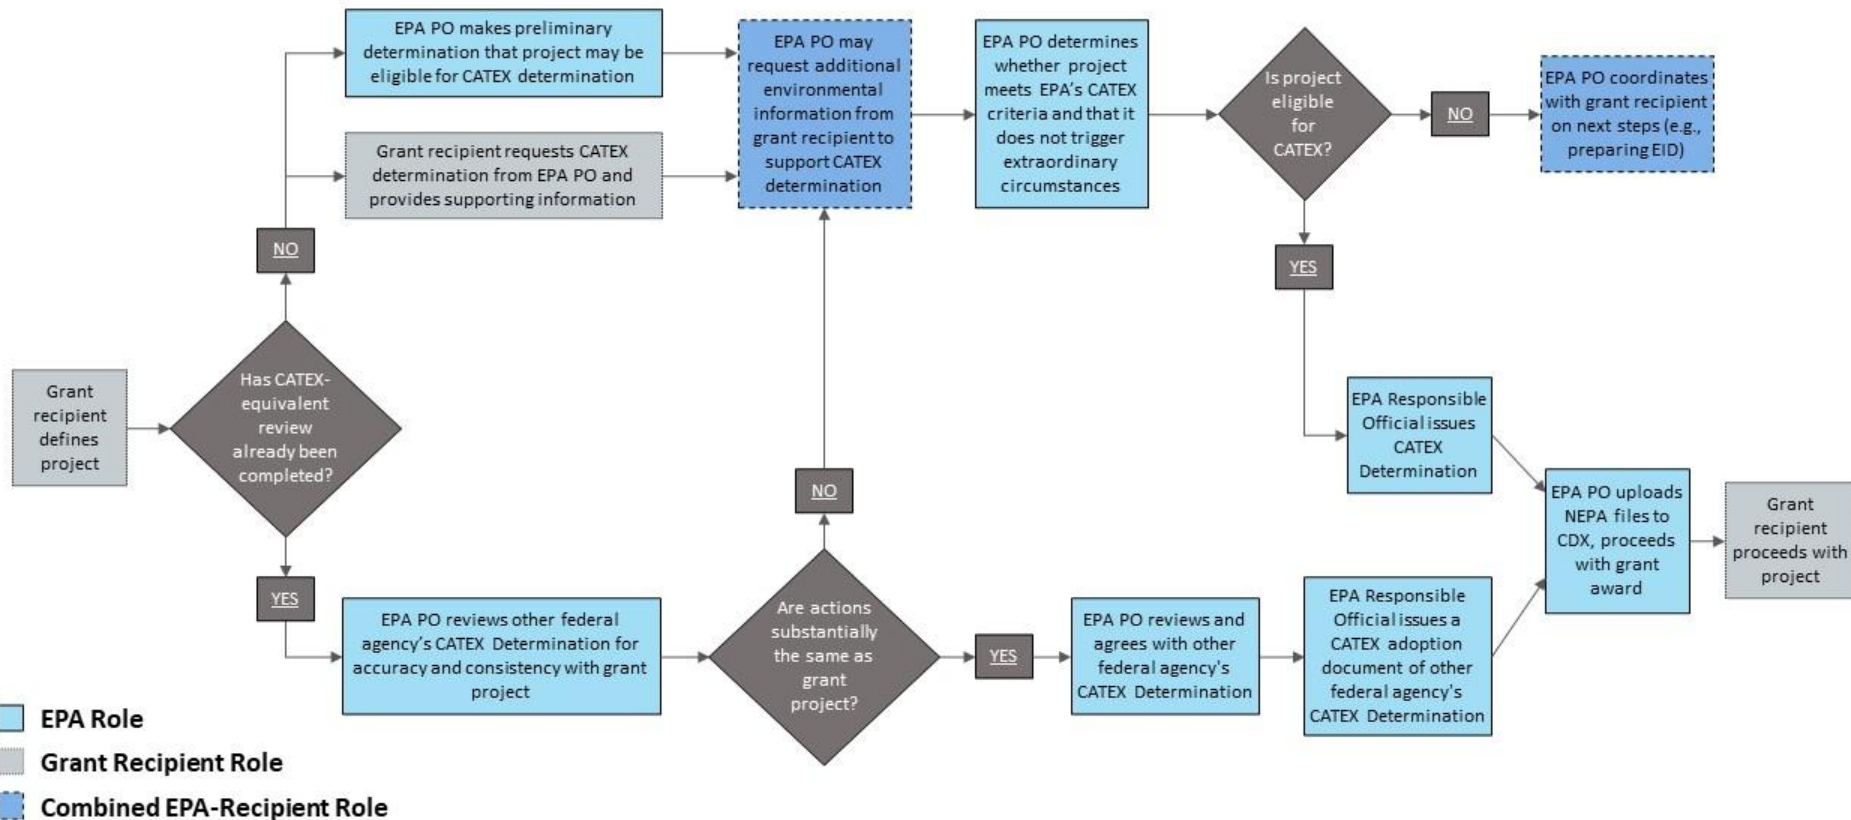 EPA PO makes preliminary
determination that project may be
eligible for CATEX determination
Grant recipient requests CATEX
determination from EPA PO and
provides supporting information
EPA PO may
request additional
environmental
information from
grant recipient to
support CATEX
determination
EPA PO determines
whether project
meets EPA's CATEX
criteria and that it
does not trigger
extraordinary
circumstances
Is project
eligible
for
CATEX?
NO
EPA PO coordinates
with grant recipient
on next steps (e.g.,
preparing EID)
NO
YES
Grant
recipient
defines
project
Has CATEX-
equivalent
review
already been
completed?
EPA Responsible
Official issues
CATEX
Determination
NO
EPA PO uploads
NEPA files to
CDX, proceeds
with grant
award
Grant
recipient
proceeds with
project
YES
EPA PO reviews other federal
agency's CATEX Determination for
accuracy and consistency with grant
project
Are actions
substantially
the same as
grant
project?
YES
EPA PO reviews and
agrees with other
federal agency's
CATEX Determination
EPA Responsible
Official issues a
CATEX adoption
document of other
federal agency's
CATEX Determination
EPA Role
Grant Recipient Role
Combined EPA-Recipient Role